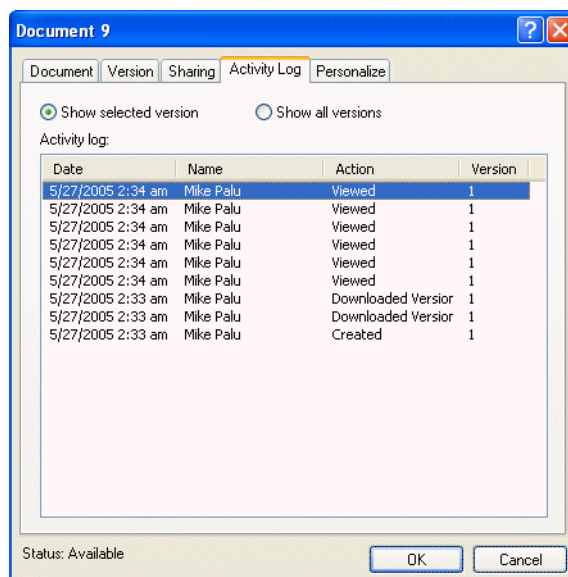 Document 9
Document Version Sharing Activity Log Personalize
Show selected version Show all versions
Activity log:
Date Name Action Version
5/27/2005 2:34 am Mike Palu Viewed 1
5/27/2005 2:34 am Mike Palu Viewed 1
5/27/2005 2:34 am Mike Palu Viewed 1
5/27/2005 2:34 am Mike Palu Viewed 1
5/27/2005 2:34 am Mike Palu Viewed 1
5/27/2005 2:34 am Mike Palu Viewed 1
5/27/2005 2:33 am Mike Palu Downloaded Versior 1
5/27/2005 2:33 am Mike Palu Downloaded Versior 1
5/27/2005 2:33 am Mike Palu Created 1
Status: Available OK Cancel